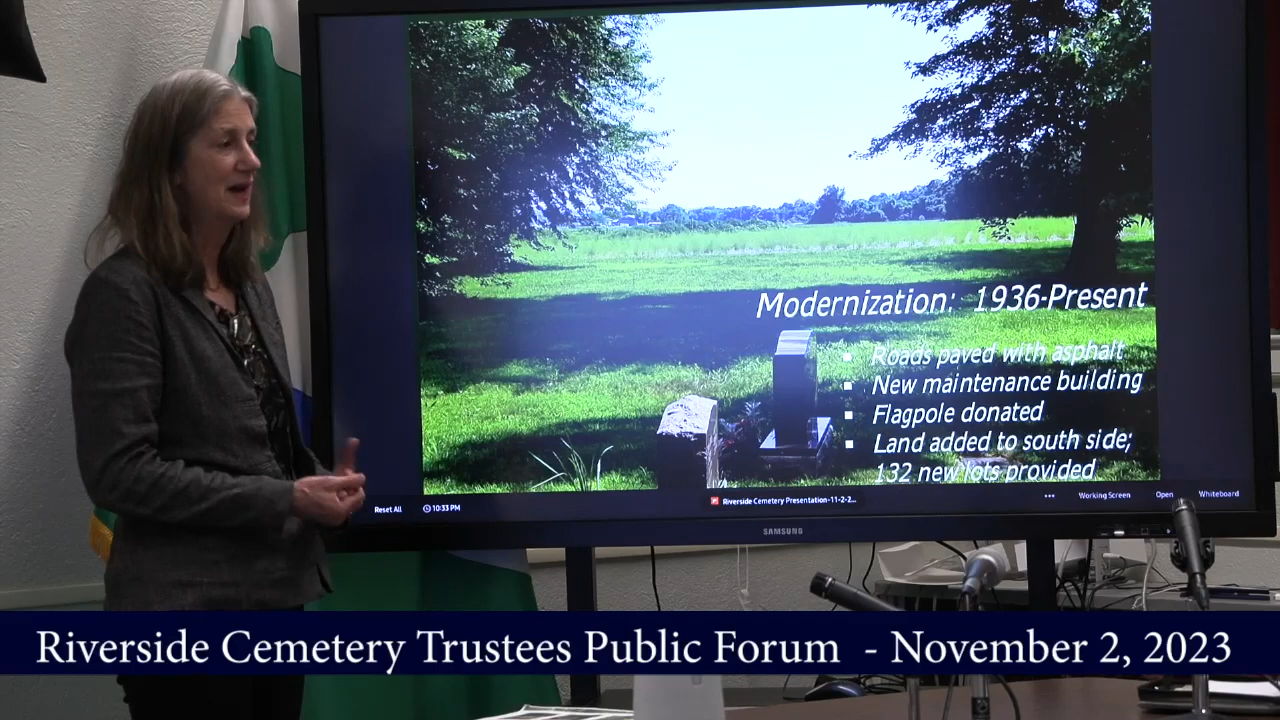 Modernization: 1936-Present
Roads paved with asphalt
New maintenance building
Flagpole donated
Land added to south side;
132 new lots provided
Reset All
10:33 PM
Riverside Cemetery Presentation-11-2-2...
Working Screen
Open
Whiteboard
SAMSUNG
Riverside Cemetery Trustees Public Forum - November 2, 2023